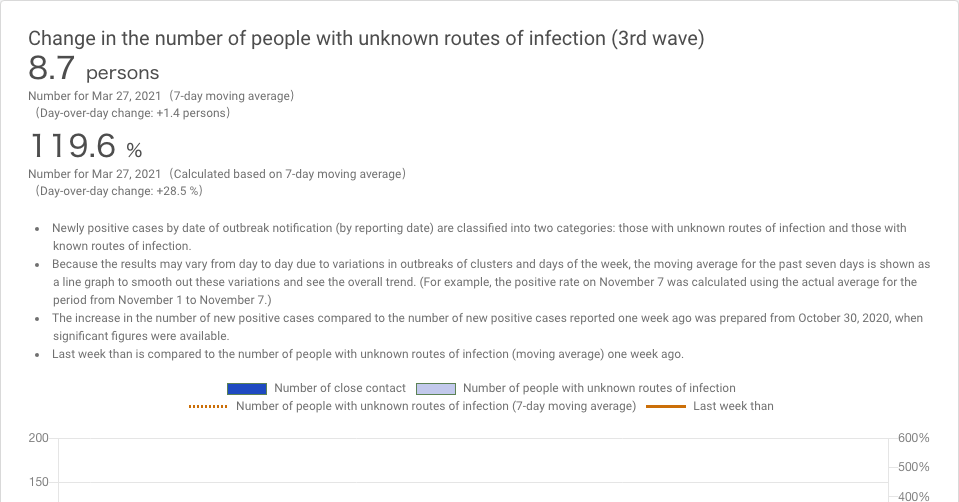 Change in the number of people with unknown routes of infection (3rd wave)
8.7 persons
Number for Mar 27, 2021 (7-day moving average)
(Day-over-day change: +1.4 persons)
119.6 %
Number for Mar 27, 2021 (Calculated based on 7-day moving average)
(Day-over-day change: +28.5 %)
• Newly positive cases by date of outbreak notification (by reporting date) are classified into two categories: those with unknown routes of infection and those with
known routes of infection.
• Because the results may vary from day to day due to variations in outbreaks of clusters and days of the week, the moving average for the past seven days is shown as
a line graph to smooth out these variations and see the overall trend. (For example, the positive rate on November 7 was calculated using the actual average for the
period from November 1 to November 7.)
• The increase in the number of new positive cases compared to the number of new positive cases reported one week ago was prepared from October 30, 2020, when
significant figures were available.
• Last week than is compared to the number of people with unknown routes of infection (moving average) one week ago.
Number of close contact Number of people with unknown routes of infection
Number of people with unknown routes of infection (7-day moving average) Last week than
200 600%
500%
150
400%